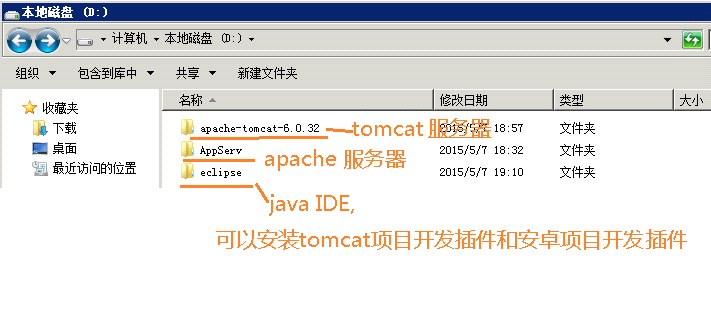 本地磁盘 (D:)
计算机 本地磁盘 (D:)
组织 包含到库中 共享 新建文件夹
名称 修改日期 类型 大小
收藏夹
下载
桌面
最近访问的位置
apache-tomcat-6.0.32 tomcat 服务器 18:57 文件夹
AppServ apache 服务器 2015/5/7 18:32 文件夹
eclipse 2015/5/7 19:10 文件夹
java IDE,
可以安装tomcat项目开发插件和安卓项目开发插件